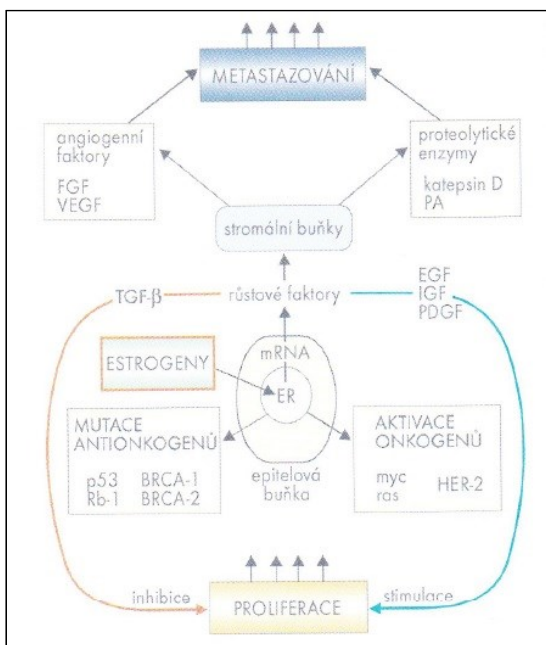 METASTAZOVÁNÍ
angiogenní
faktory
FGF
VEGF
proteolytické
enzymy
katepsin D
PA
stromální buňky
TGF-β
růstové faktory
EGF
IGF
PDGF
mRNA
ESTROGENY
ER
MUTACE
ANTIONKOGENŮ
p53 BRCA-1
Rb-1 BRCA-2
epitelová
buňka
AKTIVACE
ONKOGENŮ
myc HER-2
ras
inhibice
stimulace
PROLIFERACE